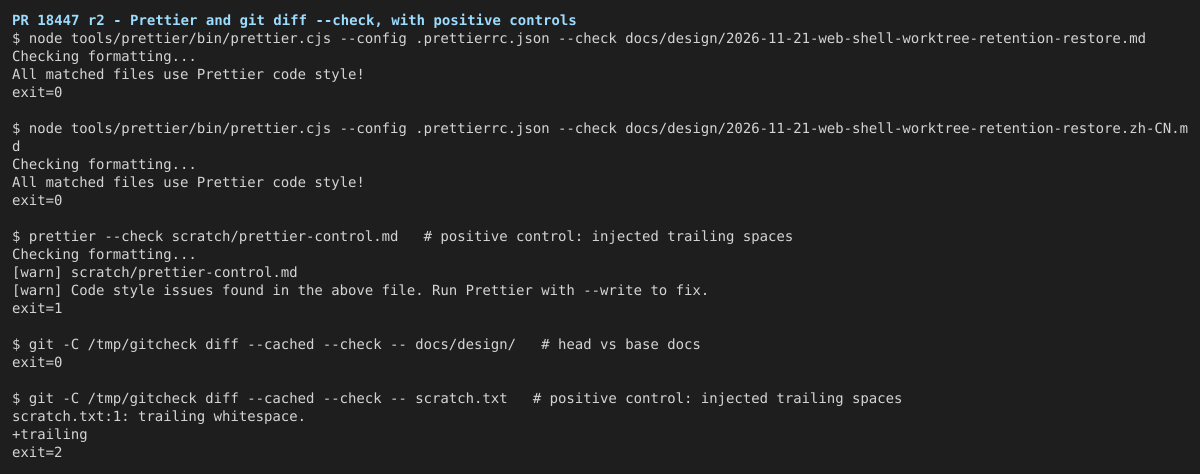 PR 18447 r2 - Prettier and git diff --check, with positive controls
$ node tools/prettier/bin/prettier.cjs --config .prettierrc.json --check docs/design/2026-11-21-web-shell-worktree-retention-restore.md
Checking formatting...
All matched files use Prettier code style!
exit=0
$ node tools/prettier/bin/prettier.cjs --config .prettierrc.json --check docs/design/2026-11-21-web-shell-worktree-retention-restore.zh-CN.m
d
Checking formatting...
All matched files use Prettier code style!
exit=0
$ prettier --check scratch/prettier-control.md   # positive control: injected trailing spaces
Checking formatting...
[warn] scratch/prettier-control.md
[warn] Code style issues found in the above file. Run Prettier with --write to fix.
exit=1
$ git -C /tmp/gitcheck diff --cached --check -- docs/design/   # head vs base docs
exit=0
$ git -C /tmp/gitcheck diff --cached --check -- scratch.txt   # positive control: injected trailing spaces
scratch.txt:1: trailing whitespace.
+trailing
exit=2